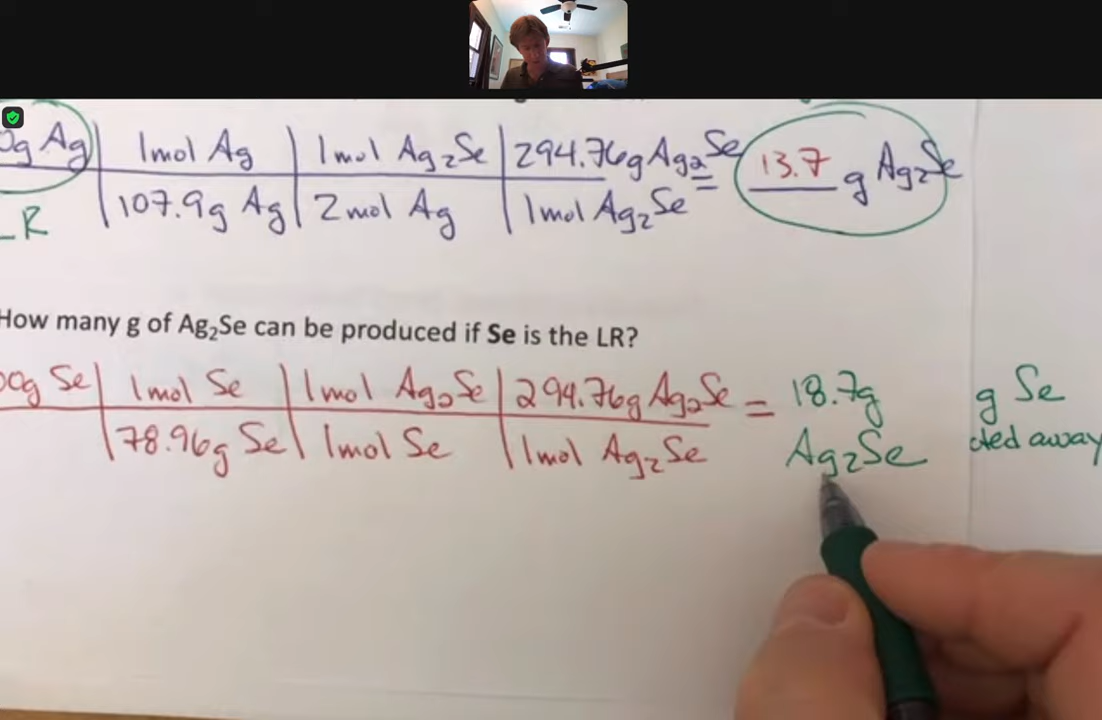 0g Ag | 1mol Ag | 1mol Ag2Se | 294.76g Ag2Se = 13.7 g Ag2Se
107.9g Ag | 2mol Ag | 1mol Ag2Se
LR
How many g of Ag₂Se can be produced if Se is the LR?
00g Se | 1mol Se | 1mol Ag2Se | 294.76g Ag2Se = 18.7g
78.96g Se | 1mol Se | 1mol Ag2Se Ag2Se
g Se
cted away